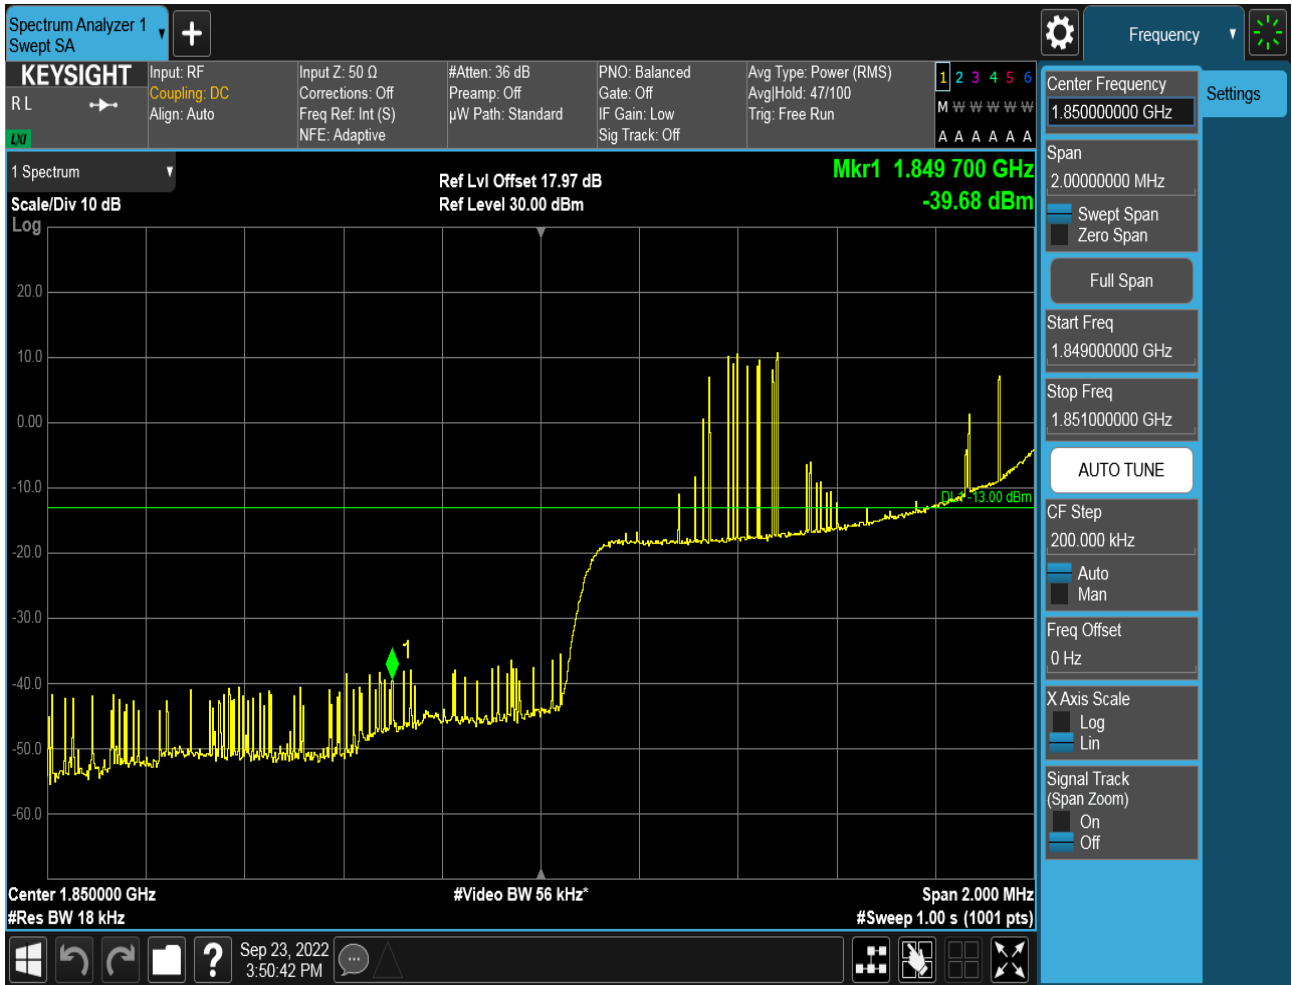 Spectrum Analyzer 1
Swept SA
Frequency
KEYSIGHT
R L
LXI
Input: RF
Coupling: DC
Align: Auto
Input Z: 50 Ω
Corrections: Off
Freq Ref: Int (S)
NFE: Adaptive
#Atten: 36 dB
Preamp: Off
µW Path: Standard
PNO: Balanced
Gate: Off
IF Gain: Low
Sig Track: Off
Avg Type: Power (RMS)
Avg|Hold: 47/100
Trig: Free Run
1 2 3 4 5 6
M W W W W W
A A A A A A
1 Spectrum
Scale/Div 10 dB
Log
Ref Lvl Offset 17.97 dB
Ref Level 30.00 dBm
Mkr1 1.849 700 GHz
-39.68 dBm
20.0
10.0
0.00
-10.0
-20.0
-30.0
-40.0
-50.0
-60.0
DL1 -13.00 dBm
1
Center 1.850000 GHz
#Res BW 18 kHz
#Video BW 56 kHz*
Span 2.000 MHz
#Sweep 1.00 s (1001 pts)
Center Frequency
1.850000000 GHz
Settings
Span
2.00000000 MHz
Swept Span
Zero Span
Full Span
Start Freq
1.849000000 GHz
Stop Freq
1.851000000 GHz
AUTO TUNE
CF Step
200.000 kHz
Auto
Man
Freq Offset
0 Hz
X Axis Scale
Log
Lin
Signal Track
(Span Zoom)
On
Off
?
Sep 23, 2022
3:50:42 PM